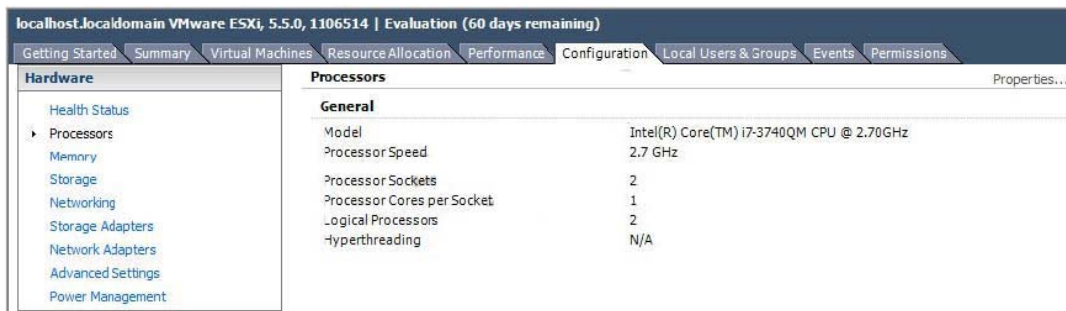 localhost.localdomain VMware ESXi, 5.5.0, 1106514 | Evaluation (60 days remaining)
Getting Started Summary Virtual Machines Resource Allocation Performance Configuration Local Users & Groups Events Permissions
Hardware
Health Status
Processors
Memory
Storage
Networking
Storage Adapters
Network Adapters
Advanced Settings
Power Management
Processors
Properties...
General
Model Intel(R) Core(TM) i7-3740QM CPU @ 2.70GHz
Processor Speed 2.7 GHz
Processor Sockets 2
Processor Cores per Socket 1
Logical Processors 2
Hyperthreading N/A